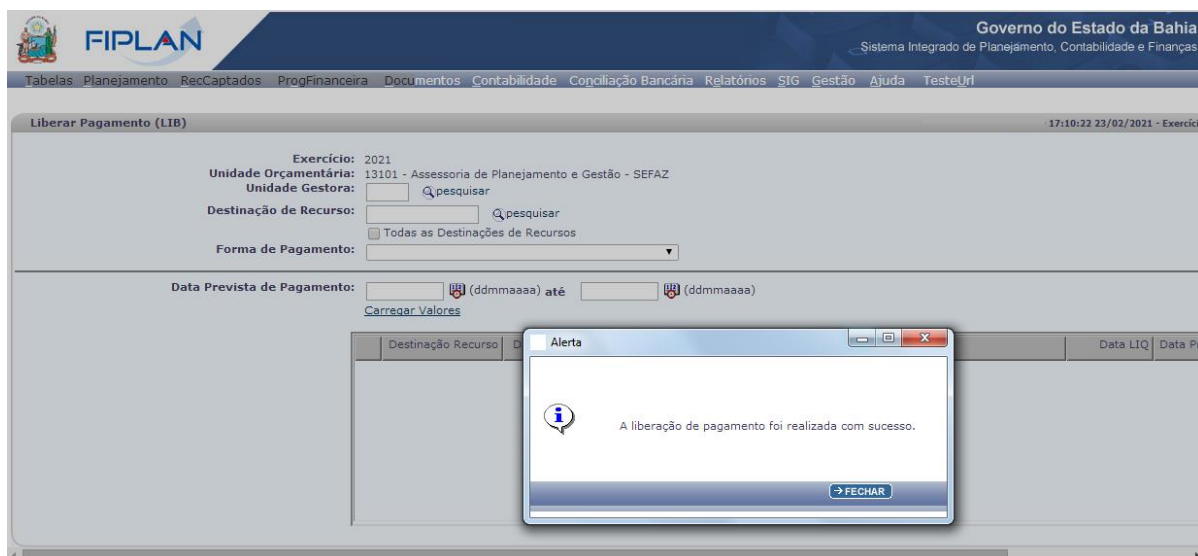 FIPLAN
Governo do Estado da Bahia
Sistema Integrado de Planejamento, Contabilidade e Finanças
Tabelas Planejamento RecCaptados ProgFinanceira Documentos Contabilidade Conciliação Bancária Relatórios SIG Gestão Ajuda TesteUrl
Liberar Pagamento (LIB) 17:10:22 23/02/2021 - Exercíci
Exercício: 2021
Unidade Orçamentária: 13101 - Assessoria de Planejamento e Gestão - SEFAZ
Unidade Gestora: pesquisar
Destinação de Recurso: pesquisar
Todas as Destinações de Recursos
Forma de Pagamento:
Data Prevista de Pagamento: (ddmmaaaa) até (ddmmaaaa)
Carregar Valores
Destinação Recurso D Data LIQ Data P
Alerta
A liberação de pagamento foi realizada com sucesso.
FECHAR